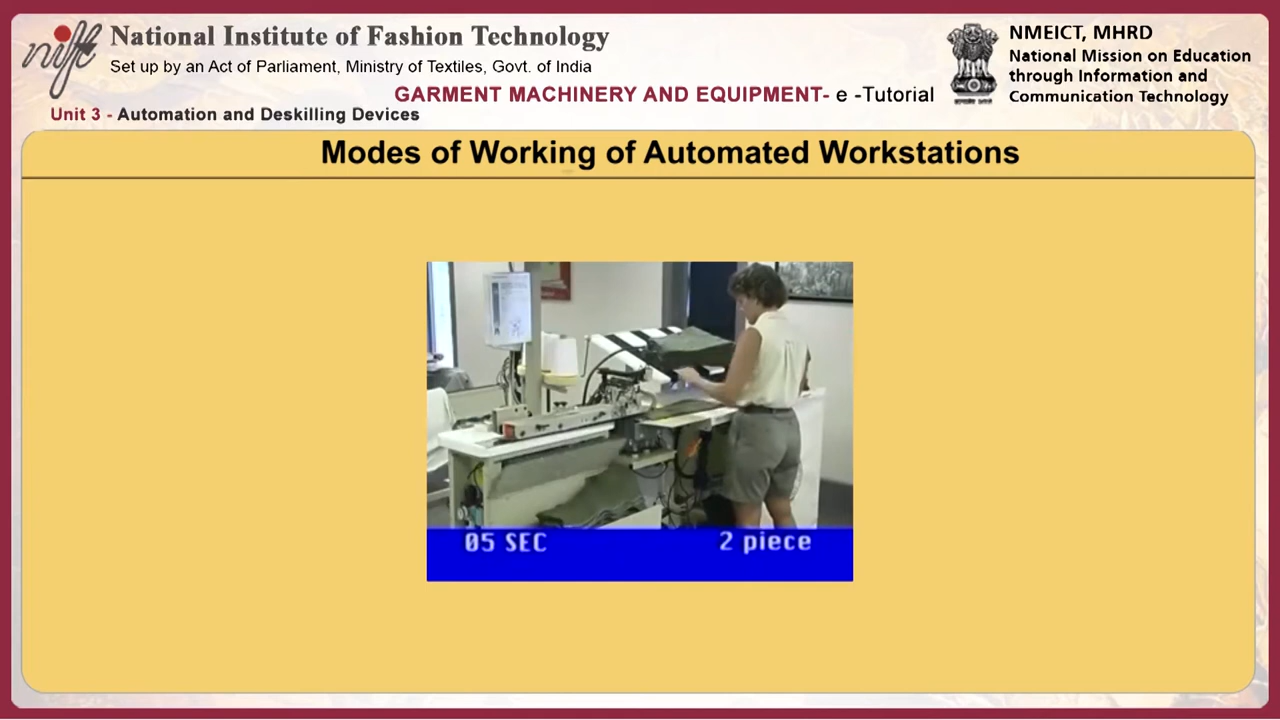 nift
National Institute of Fashion Technology
Set up by an Act of Parliament, Ministry of Textiles, Govt. of India
GARMENT MACHINERY AND EQUIPMENT- e -Tutorial
Unit 3 - Automation and Deskilling Devices
NMEICT, MHRD
National Mission on Education
through Information and
Communication Technology
Modes of Working of Automated Workstations
05 SEC 2 piece